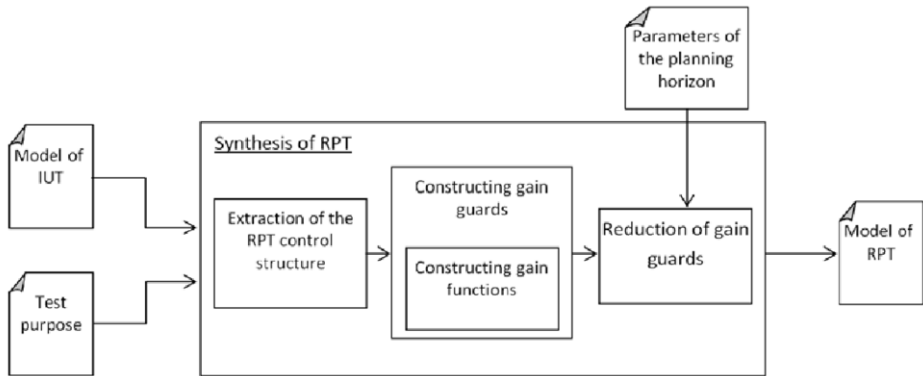 Parameters of
the planning
horizon
Model of
IUT
Synthesis of RPT
Extraction of the
RPT control
structure
Constructing gain
guards
Constructing gain
functions
Reduction of gain
guards
Model of
RPT
Test
purpose